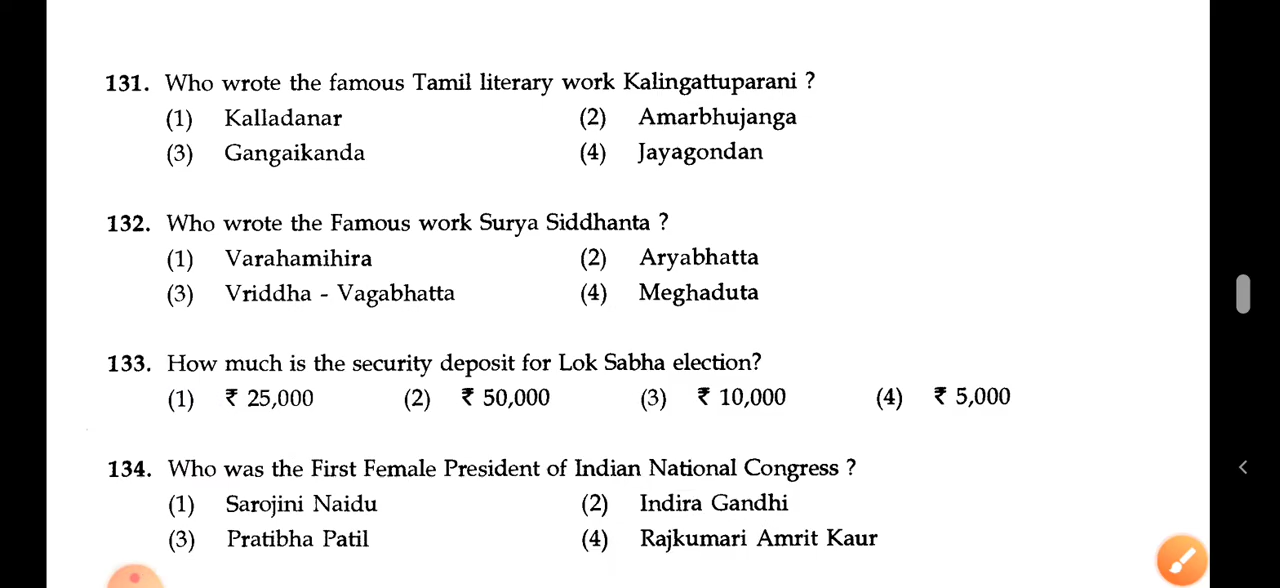 131. Who wrote the famous Tamil literary work Kalingattuparani ?
(1) Kalladanar (2) Amarbhujanga
(3) Gangaikanda (4) Jayagondan
132. Who wrote the Famous work Surya Siddhanta ?
(1) Varahamihira (2) Aryabhatta
(3) Vriddha - Vagabhatta (4) Meghaduta
133. How much is the security deposit for Lok Sabha election?
(1) ₹ 25,000 (2) ₹ 50,000 (3) ₹ 10,000 (4) ₹ 5,000
134. Who was the First Female President of Indian National Congress ?
(1) Sarojini Naidu (2) Indira Gandhi
(3) Pratibha Patil (4) Rajkumari Amrit Kaur